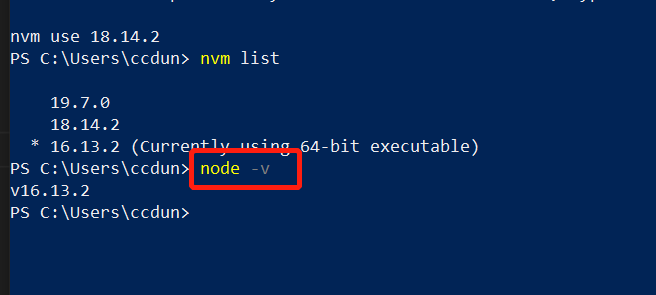 nvm use 18.14.2
PS C:\Users\ccdun> nvm list
19.7.0
18.14.2
* 16.13.2 (Currently using 64-bit executable)
PS C:\Users\ccdun> node -v
v16.13.2
PS C:\Users\ccdun>